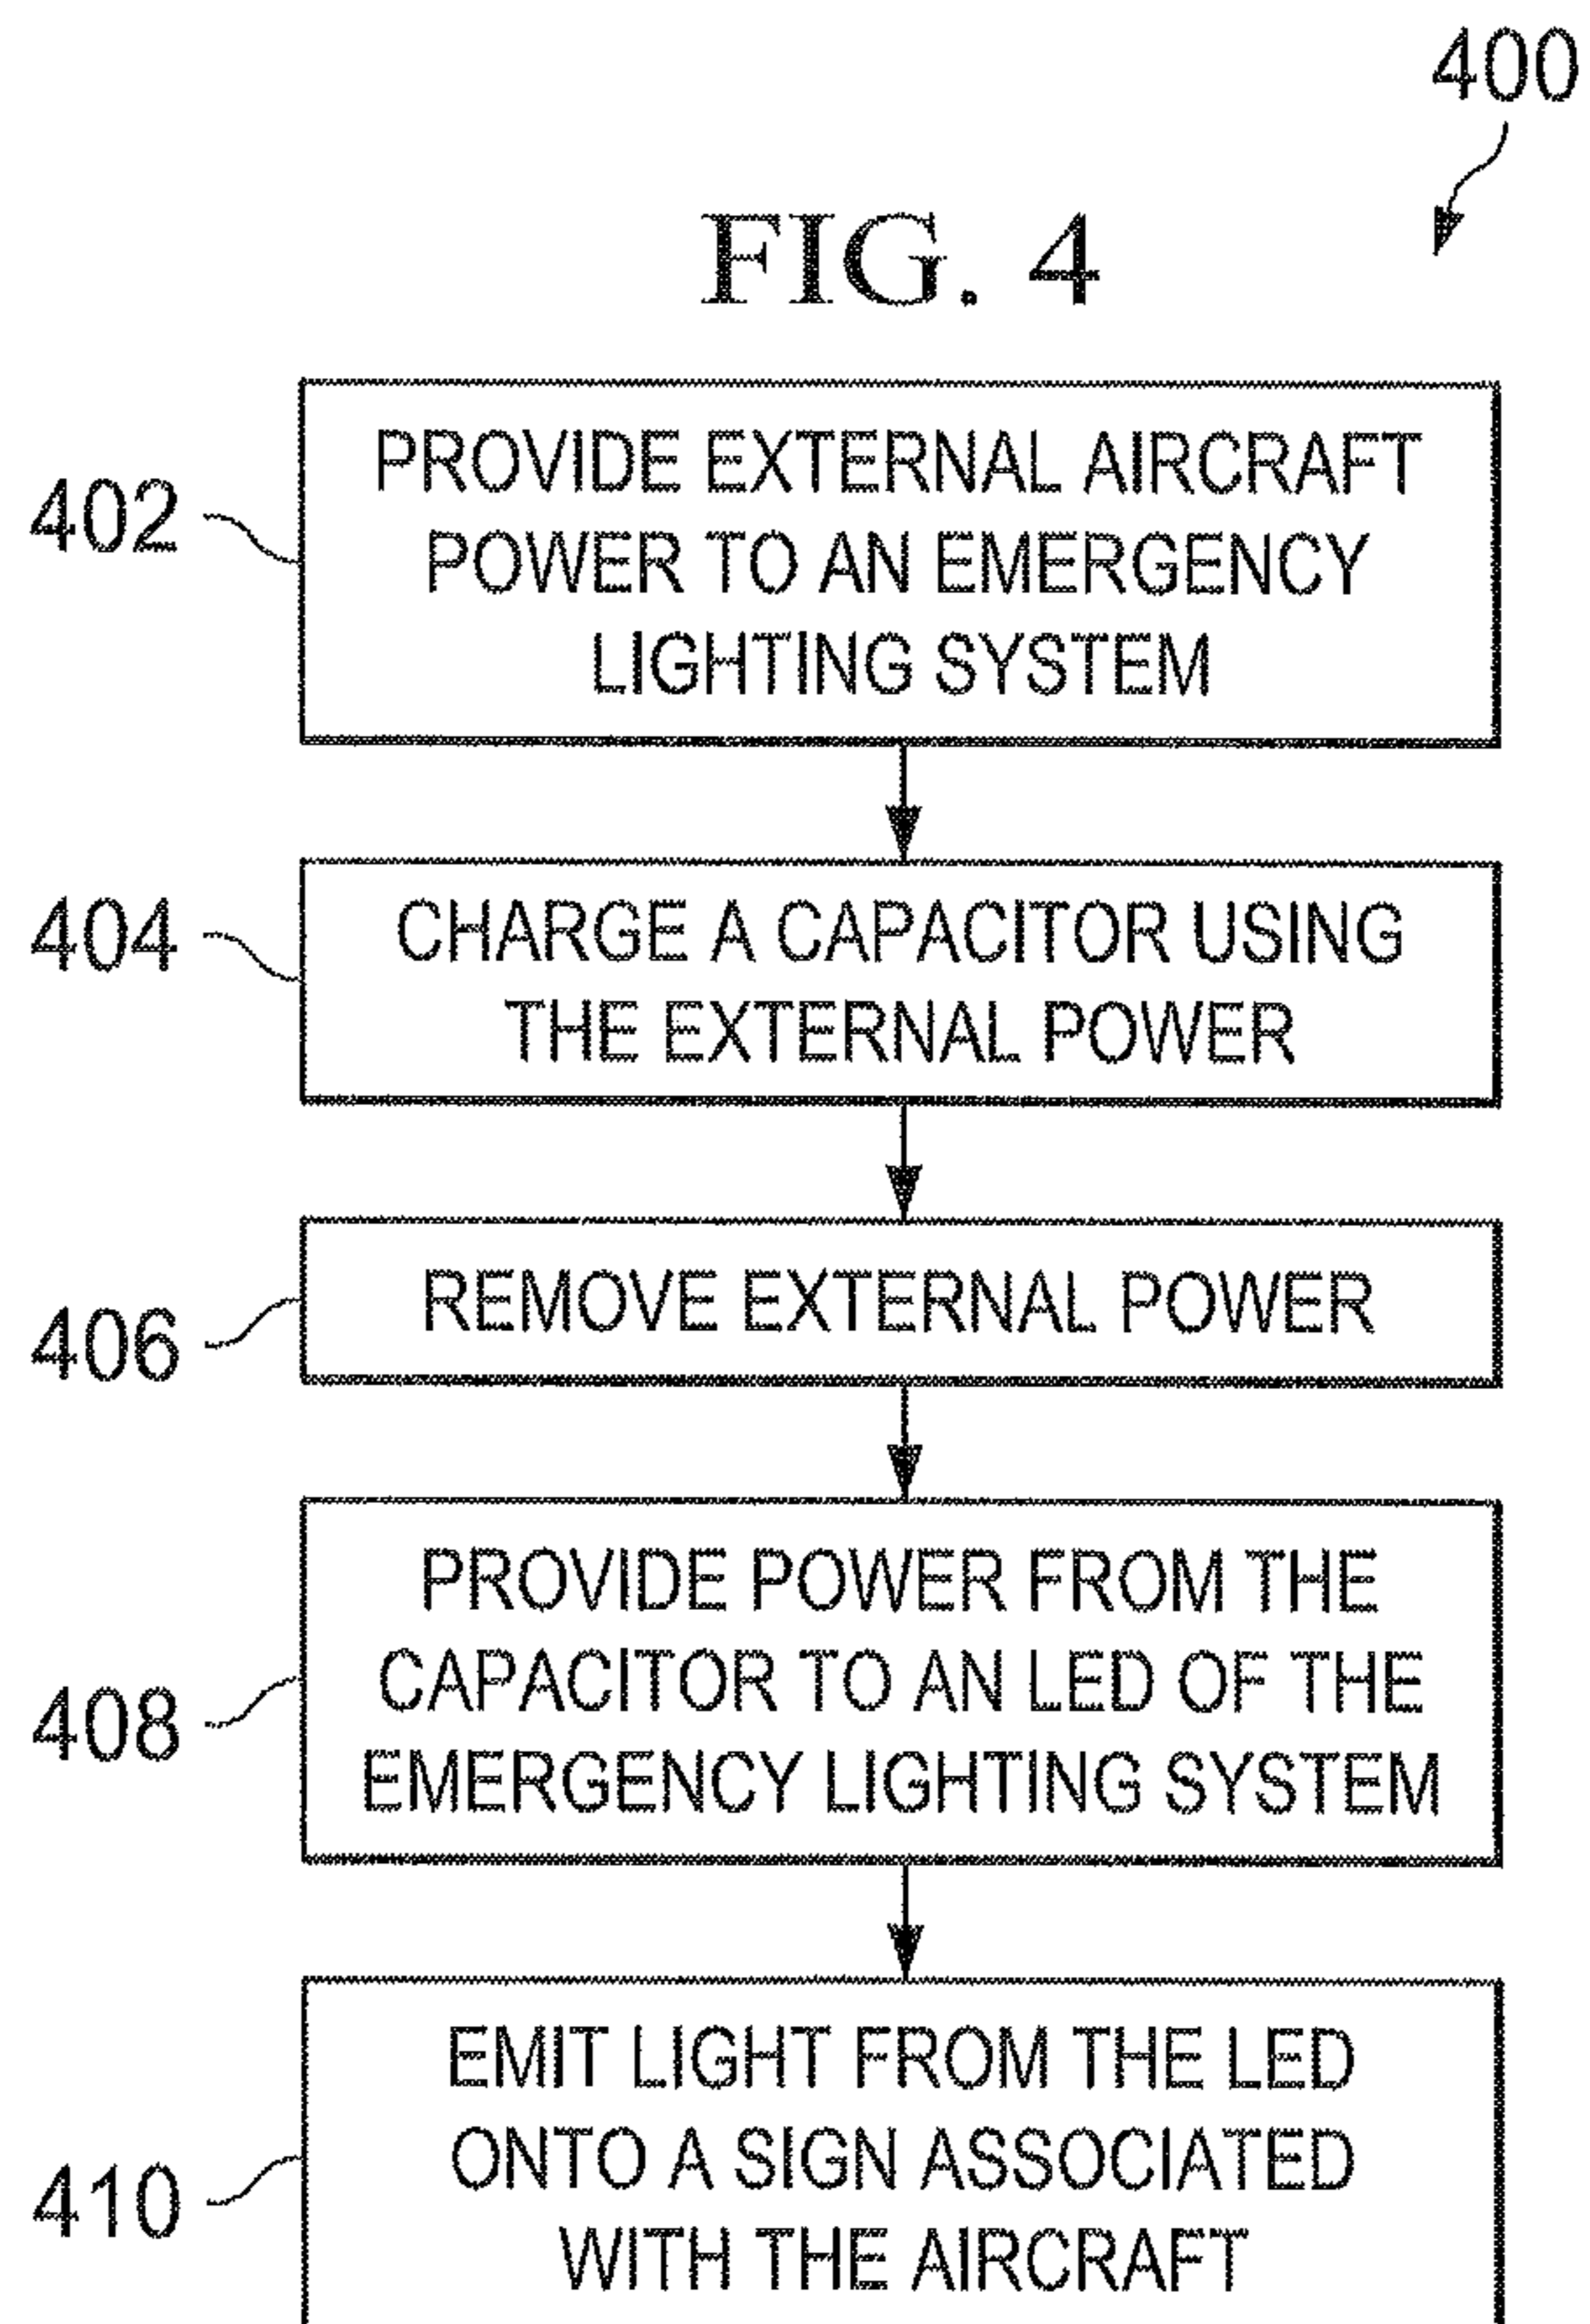 400
FIG. 4
402
PROVIDE EXTERNAL AIRCRAFT
POWER TO AN EMERGENCY
LIGHTING SYSTEM
404
CHARGE A CAPACITOR USING
THE EXTERNAL POWER
406
REMOVE EXTERNAL POWER
408
PROVIDE POWER FROM THE
CAPACITOR TO AN LED OF THE
EMERGENCY LIGHTING SYSTEM
410
EMIT LIGHT FROM THE LED
ONTO A SIGN ASSOCIATED
WITH THE AIRCRAFT